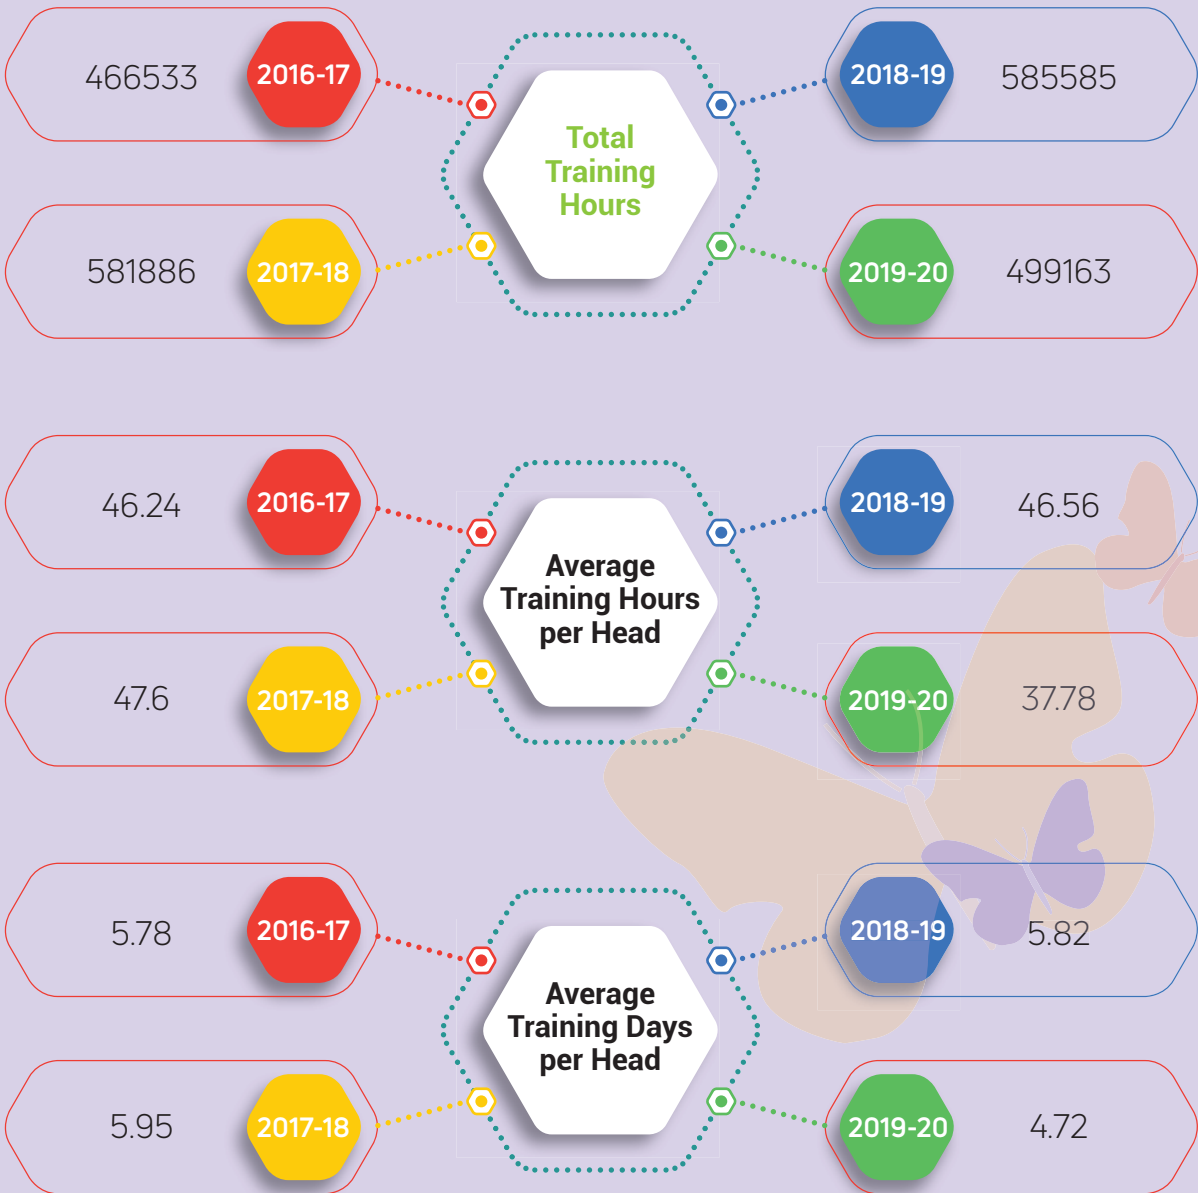 466533
2016-17
Total
Training
Hours
2018-19
585585
581886
2017-18
2019-20
499163
46.24
2016-17
Average
Training Hours
per Head
2018-19
46.56
47.6
2017-18
2019-20
37.78
5.78
2016-17
Average
Training Days
per Head
2018-19
5.82
5.95
2017-18
2019-20
4.72